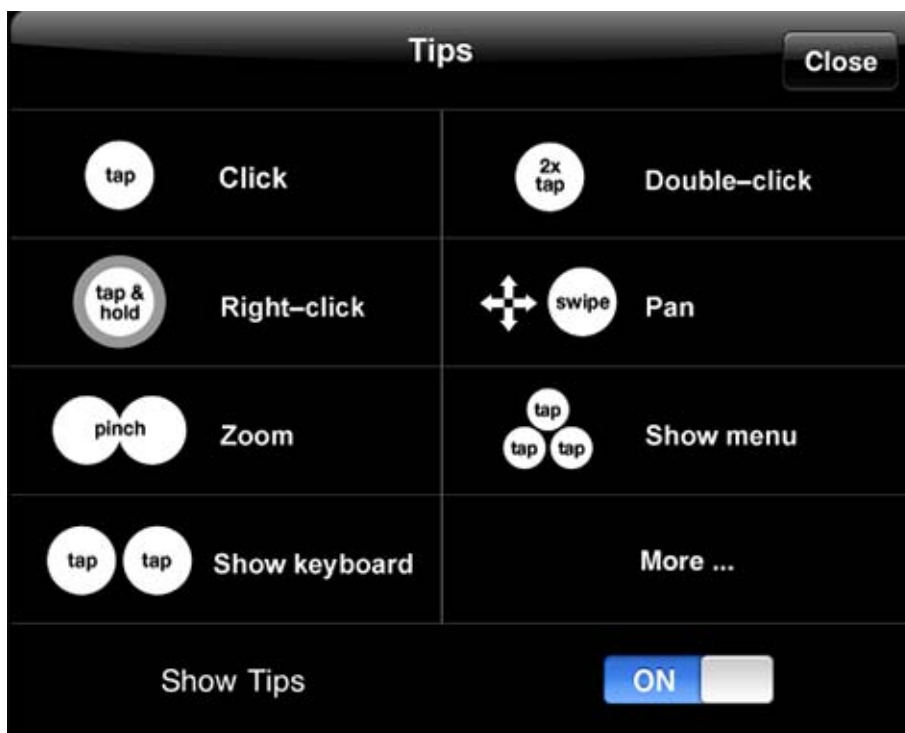 Tips
Close
tap
Click
2x
tap
Double–click
tap &
hold
Right–click
swipe
Pan
pinch
Zoom
tap
tap tap
Show menu
tap tap
Show keyboard
More ...
Show Tips
ON